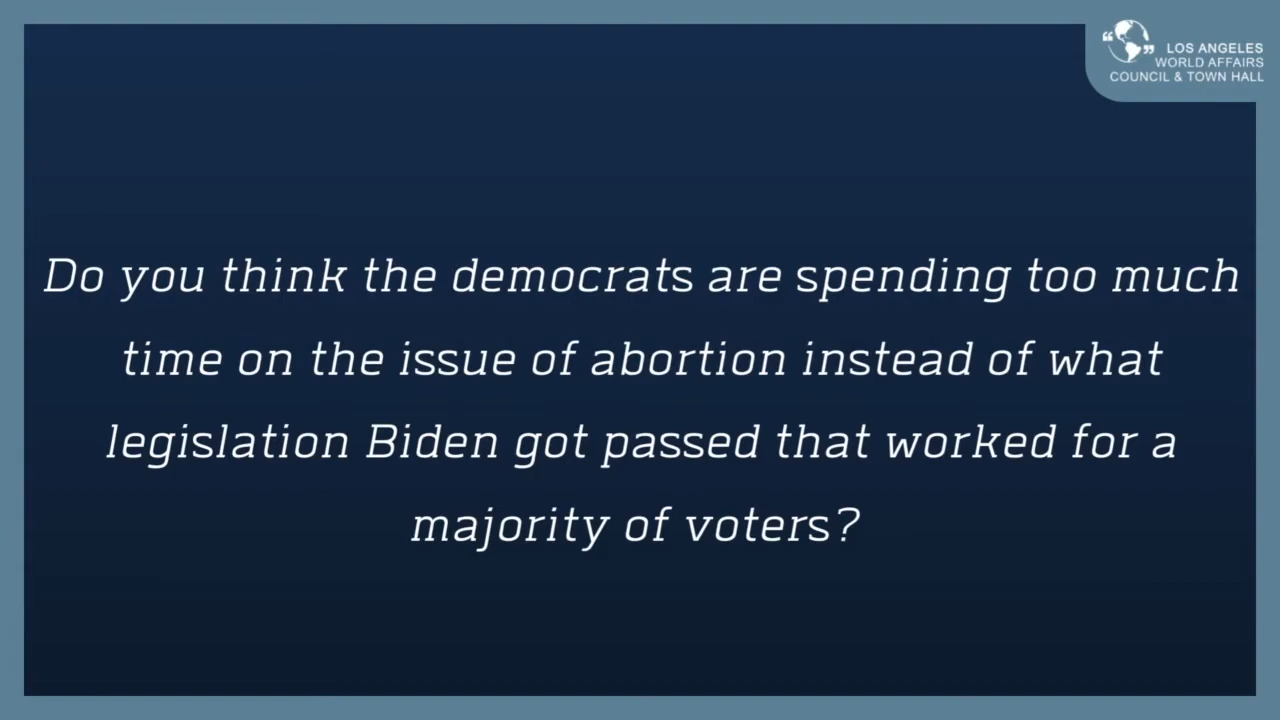 LOS ANGELES
WORLD AFFAIRS
COUNCIL & TOWN HALL
Do you think the democrats are spending too much
time on the issue of abortion instead of what
legislation Biden got passed that worked for a
majority of voters?